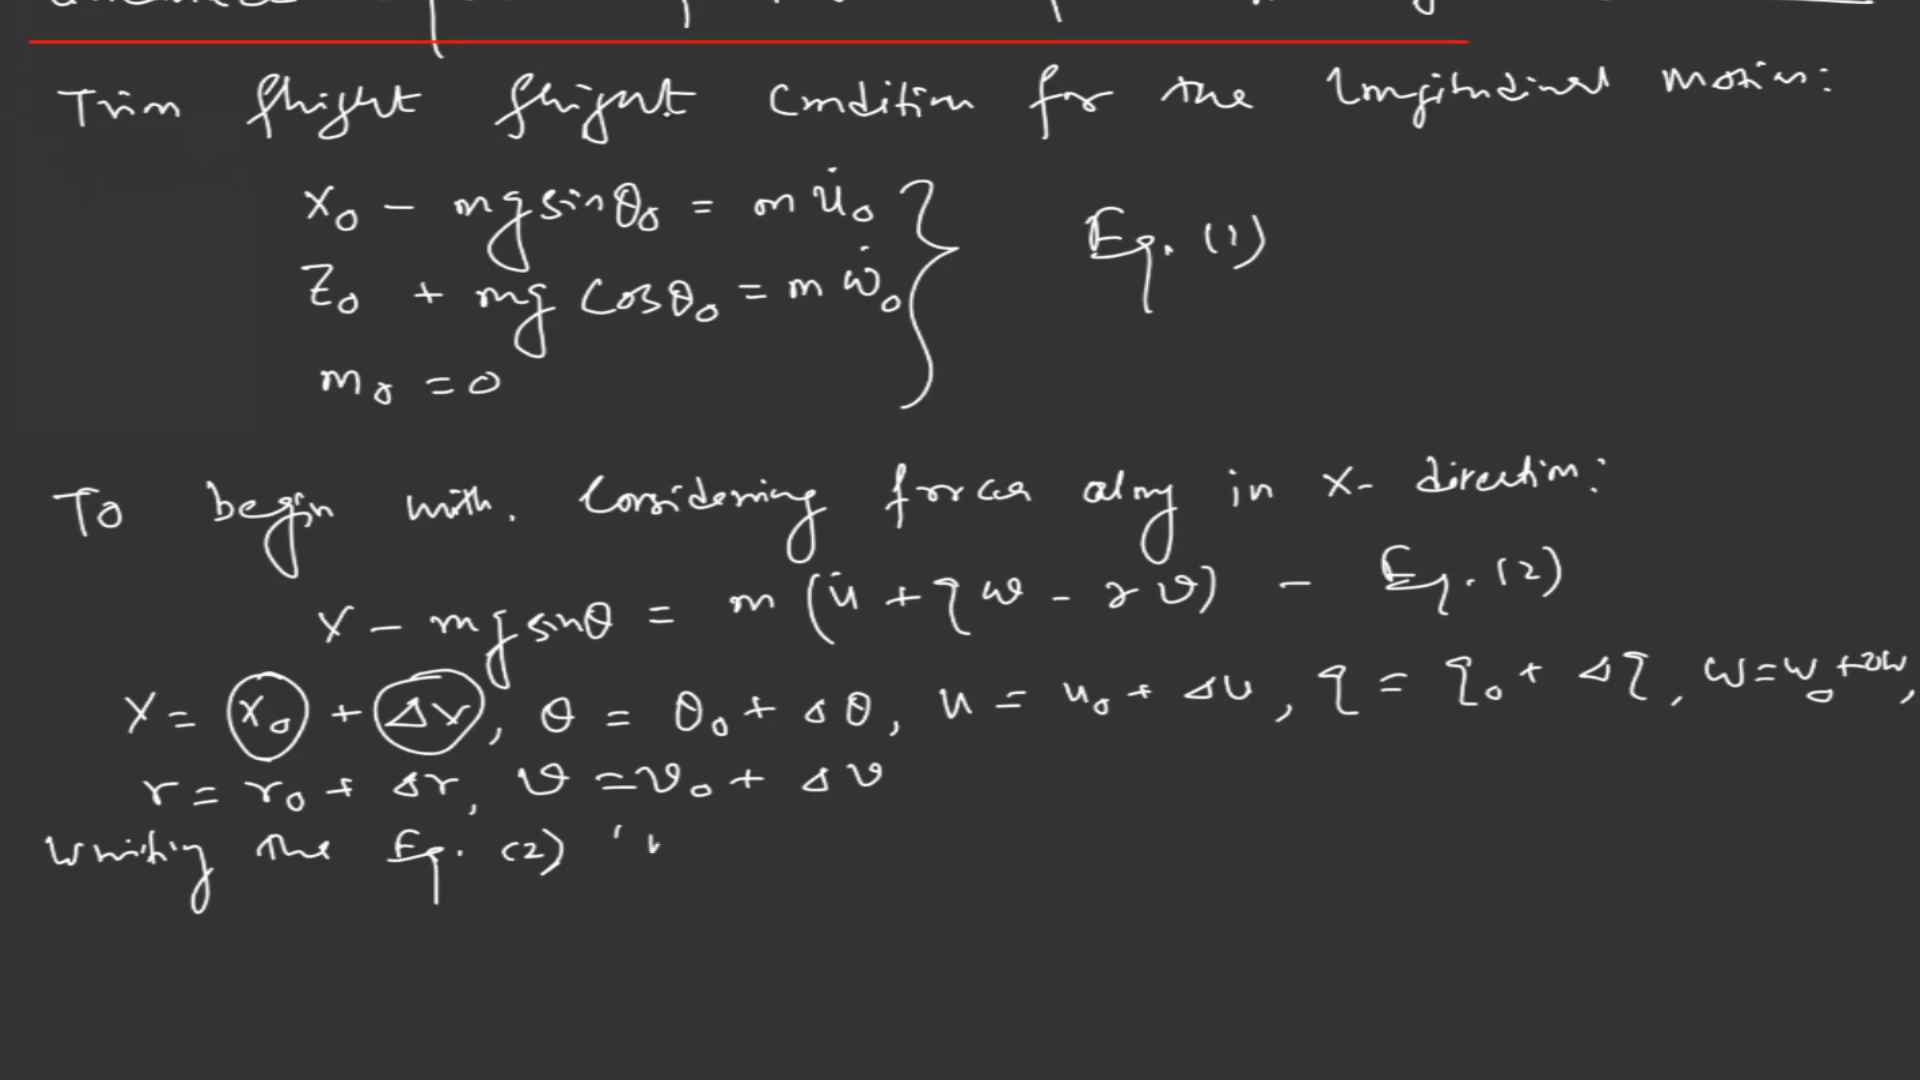 Trim flight flight condition for the longitudinal motion:
X₀ - mg sinθ₀ = m u̇₀
Z₀ + mg cosθ₀ = m ẇ₀
Eq. (1)
m₀ = 0
To begin with. Considering forces along in X- direction:
X - mg sinθ = m (u̇ + qw - rv) - Eq. (2)
X = X₀ + ΔX, θ = θ₀ + Δθ, u = u₀ + Δu, q = q₀ + Δq, w = w₀ + Δw,
r = r₀ + Δr, v = v₀ + Δv
Writing the Eq. (2)